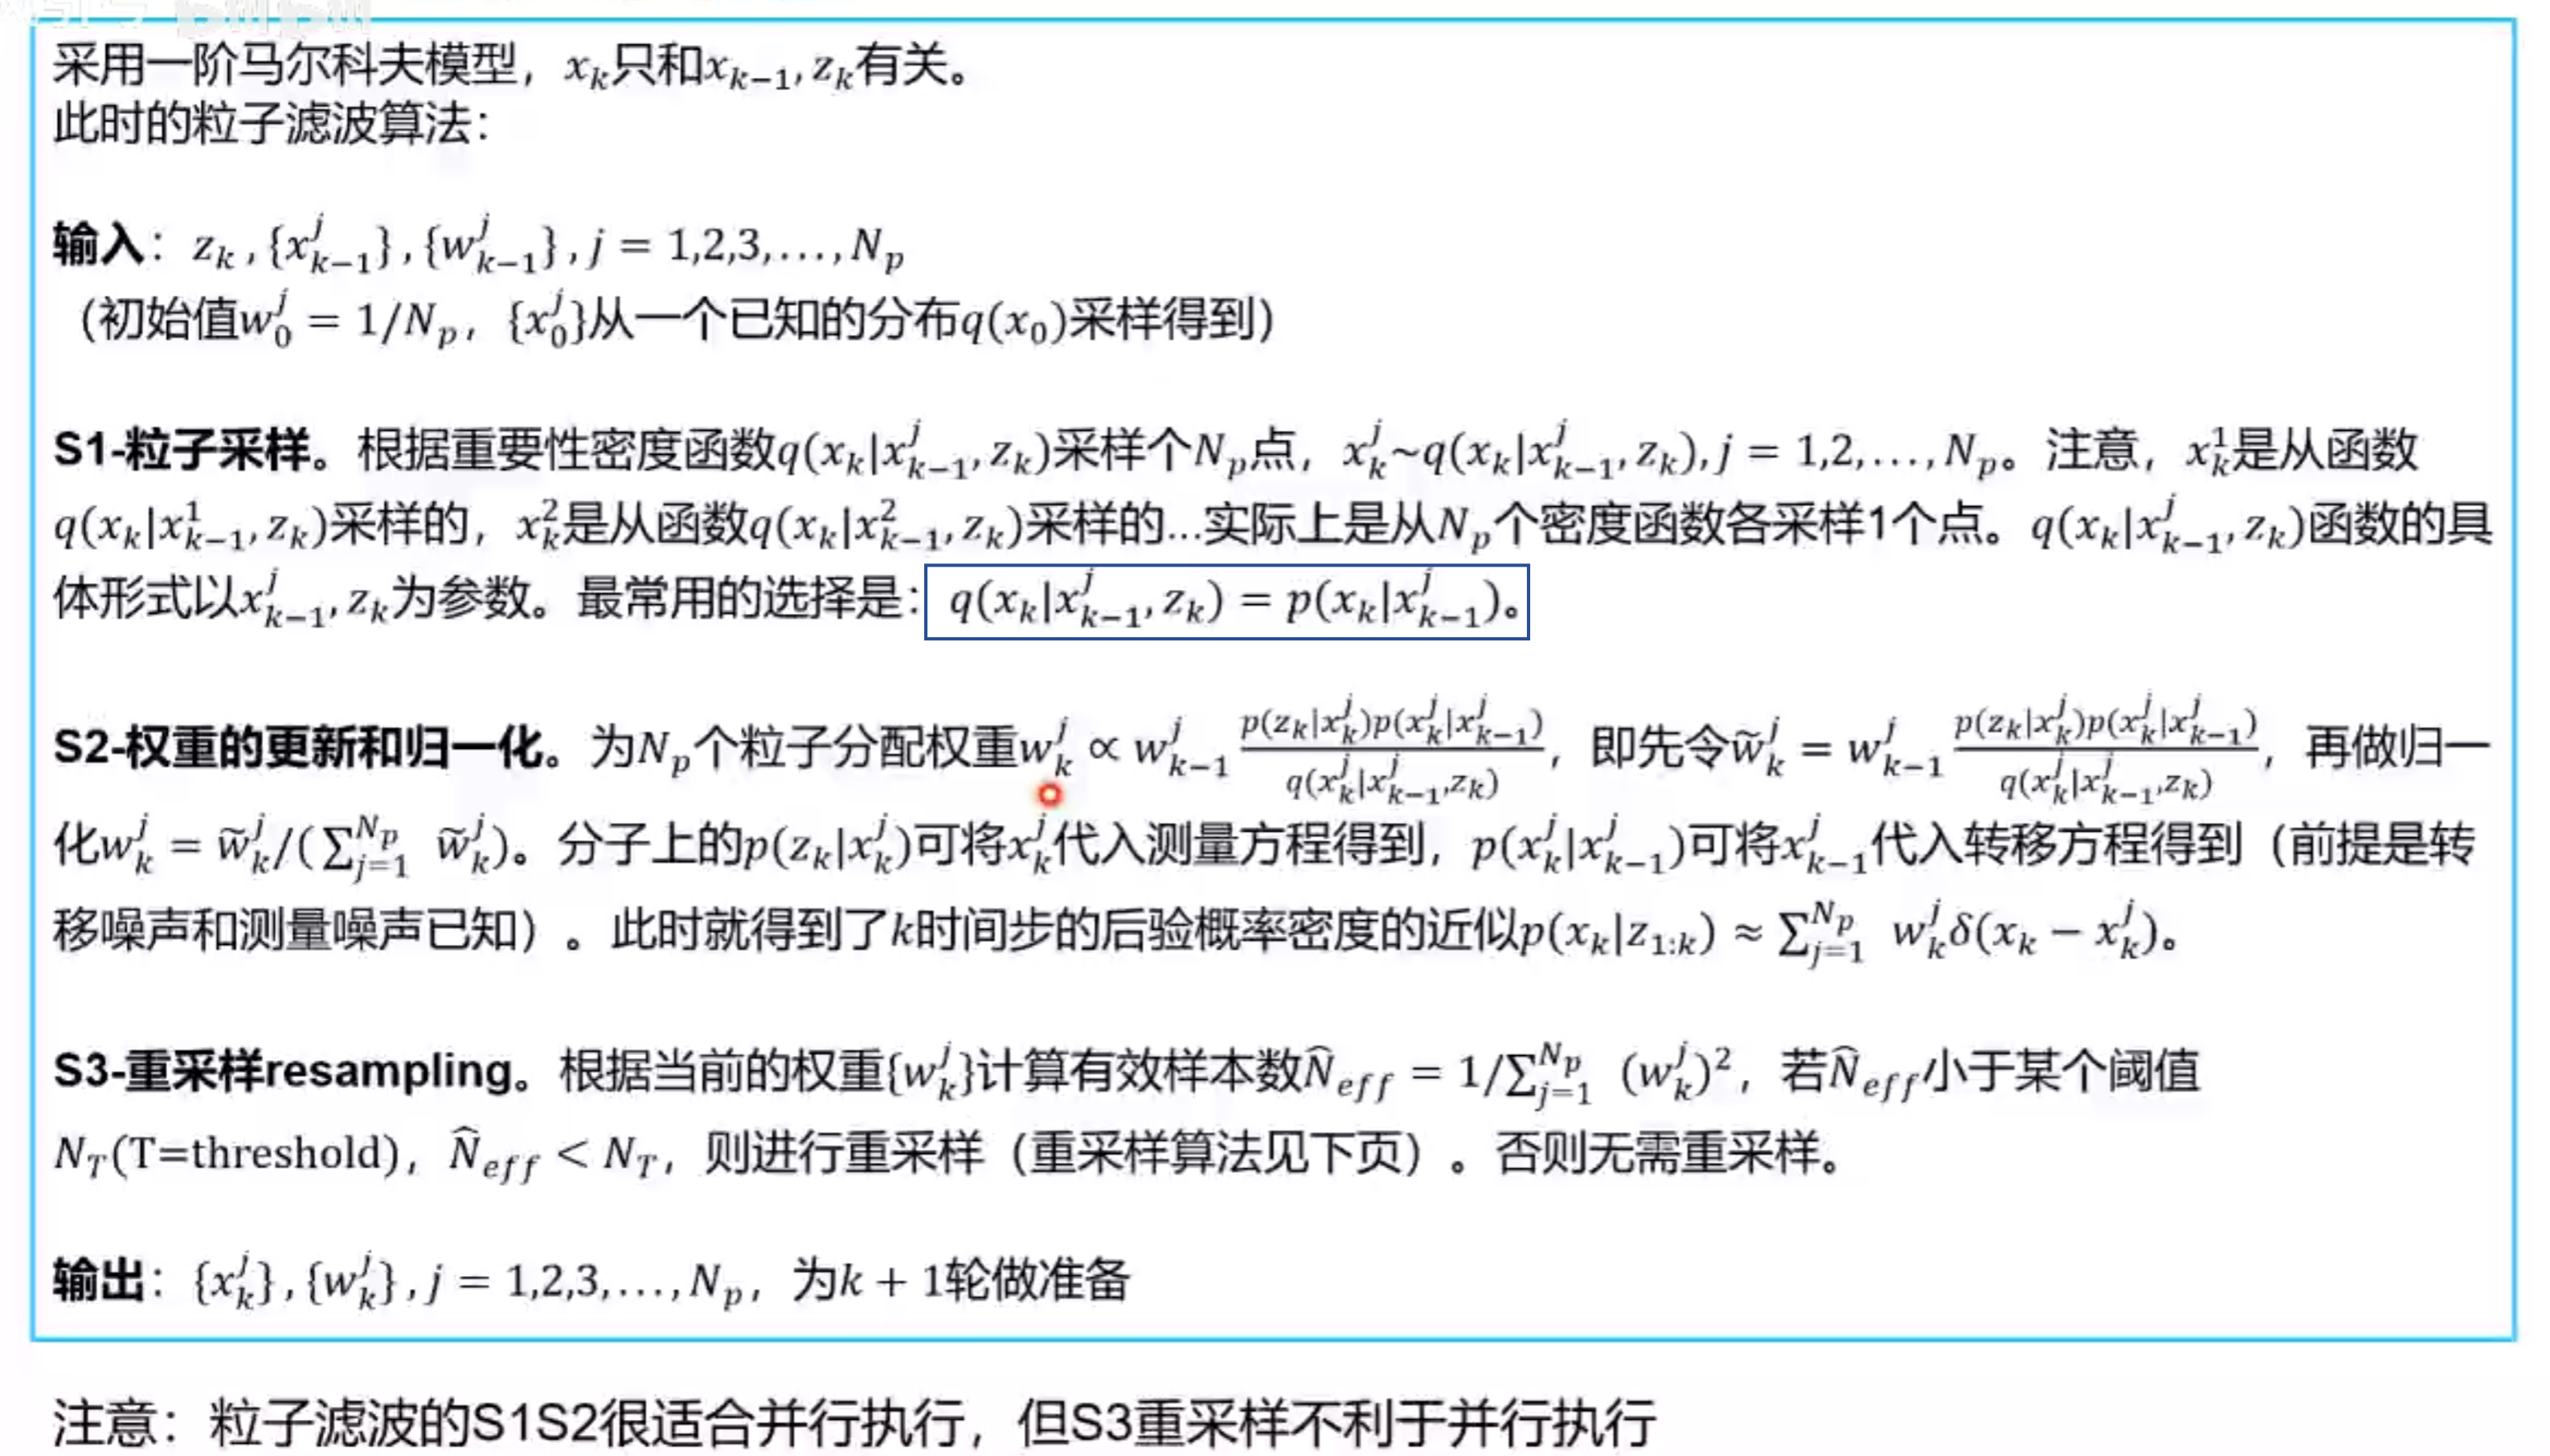 采用一阶马尔科夫模型，$x_k$只和$x_{k-1}, z_k$有关。
此时的粒子滤波算法：
输入：$z_k, \{x_{k-1}^j\}, \{w_{k-1}^j\}, j = 1,2,3,\ldots,N_p$
（初始值$w_0^j = 1/N_p$，$\{x_0^j\}$从一个已知的分布$q(x_0)$采样得到）
S1-粒子采样。根据重要性密度函数$q(x_k|x_{k-1}^j, z_k)$采样个$N_p$点，$x_k^j \sim q(x_k|x_{k-1}^j, z_k), j = 1,2,\ldots,N_p$。注意，$x_k^1$是从函数
$q(x_k|x_{k-1}^1, z_k)$采样的，$x_k^2$是从函数$q(x_k|x_{k-1}^2, z_k)$采样的...实际上是从$N_p$个密度函数各采样1个点。$q(x_k|x_{k-1}^j, z_k)$函数的具
体形式以$x_{k-1}^j, z_k$为参数。最常用的选择是：$q(x_k|x_{k-1}^j, z_k) = p(x_k|x_{k-1}^j)$。
S2-权重的更新和归一化。为$N_p$个粒子分配权重$w_k^j \propto w_{k-1}^j \frac{p(z_k|x_k^j)p(x_k^j|x_{k-1}^j)}{q(x_k^j|x_{k-1}^j,z_k)}$，即先令$\tilde{w}_k^j = w_{k-1}^j \frac{p(z_k|x_k^j)p(x_k^j|x_{k-1}^j)}{q(x_k^j|x_{k-1}^j,z_k)}$，再做归一
化$w_k^j = \tilde{w}_k^j/(\sum_{j=1}^{N_p} \tilde{w}_k^j)$。分子上的$p(z_k|x_k^j)$可将$x_k^j$代入测量方程得到，$p(x_k^j|x_{k-1}^j)$可将$x_{k-1}^j$代入转移方程得到（前提是转
移噪声和测量噪声已知）。此时就得到了$k$时间步的后验概率密度的近似$p(x_k|z_{1:k}) \approx \sum_{j=1}^{N_p} w_k^j \delta(x_k - x_k^j)$。
S3-重采样resampling。根据当前的权重$\{w_k^j\}$计算有效样本数$\hat{N}_{eff} = 1/\sum_{j=1}^{N_p} (w_k^j)^2$，若$\hat{N}_{eff}$小于某个阈值
$N_T$(T=threshold)，$\hat{N}_{eff} < N_T$，则进行重采样（重采样算法见下页）。否则无需重采样。
输出：$\{x_k^j\}, \{w_k^j\}, j = 1,2,3,\ldots,N_p$，为$k + 1$轮做准备
注意：粒子滤波的S1S2很适合并行执行，但S3重采样不利于并行执行